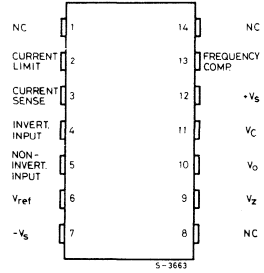 NC 1 14 NC
CURRENT LIMIT 2 13 FREQUENCY COMP.
CURRENT SENSE 3 12 +Vs
INVERT. INPUT 4 11 VC
NON-INVERT. INPUT 5 10 Vo
Vref 6 9 Vz
-Vs 7 8 NC
S-3663